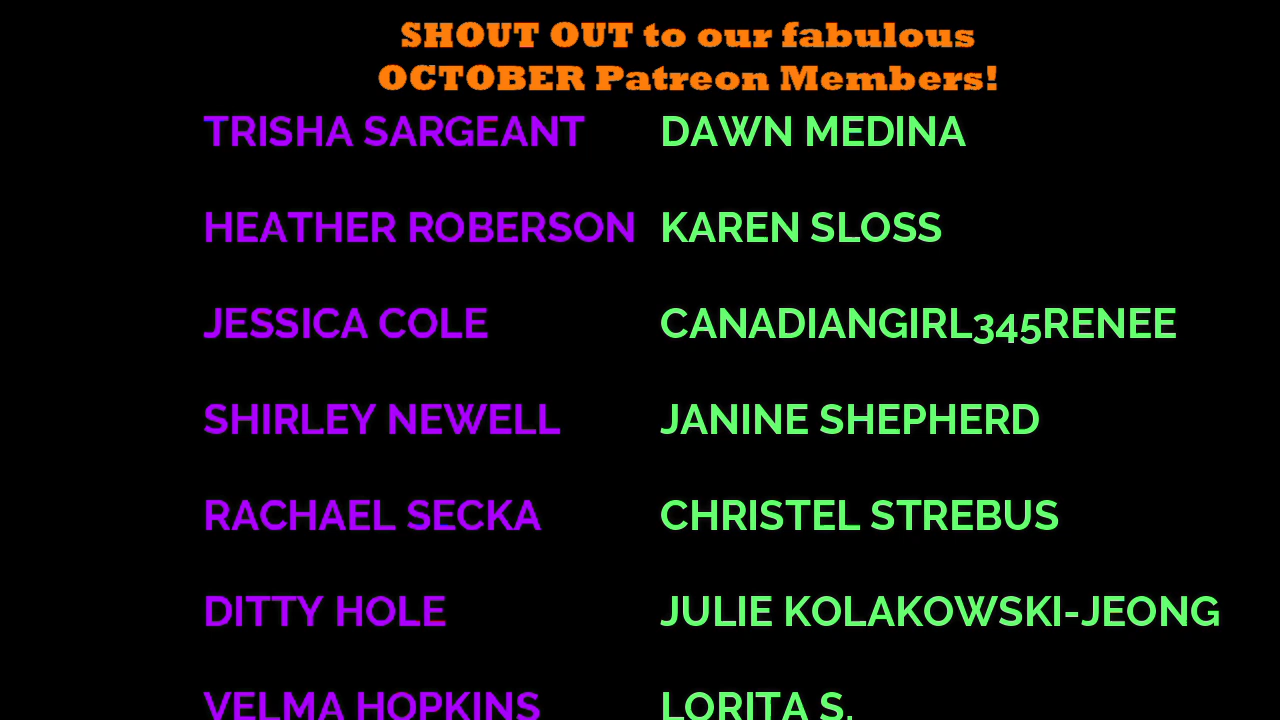 SHOUT OUT to our fabulous
OCTOBER Patreon Members!
TRISHA SARGEANT DAWN MEDINA
HEATHER ROBERSON KAREN SLOSS
JESSICA COLE CANADIANGIRL345RENEE
SHIRLEY NEWELL JANINE SHEPHERD
RACHAEL SECKA CHRISTEL STREBUS
DITTY HOLE JULIE KOLAKOWSKI-JEONG
VELMA HOPKINS LORITA S.